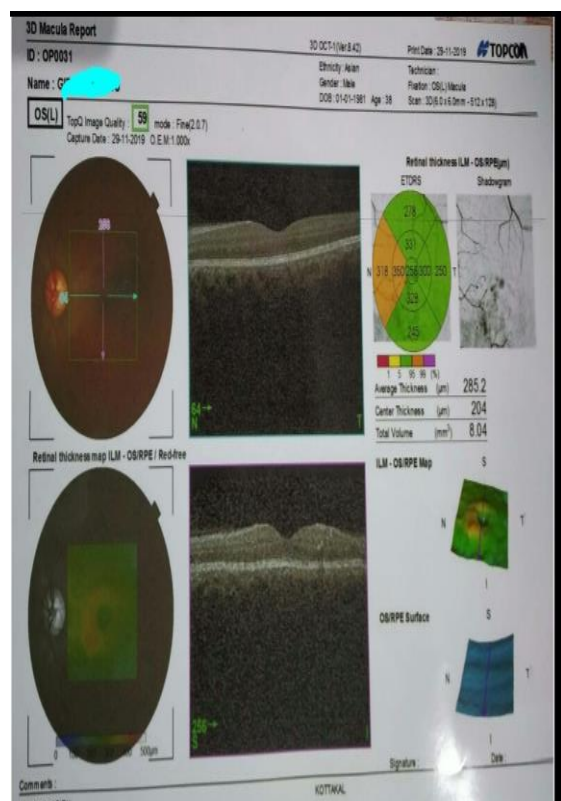 3D Macula Report
3D OCT-1(Ver.8.42)
Print Date : 29-11-2019
TOPCON
ID : OP0031
Ethnicity : Asian
Technician :
Name :
Gender : Male
Fixation : OS(L) Macula
DOB : 01-01-1981 Age : 38
Scan : 3D(6.0 x 6.0mm - 512 x 128)
OS(L)
TopQ Image Quality : 59 mode : Fine(2.0.7)
Capture Date : 29-11-2019 O.E.M:1.000x
Retinal thickness ILM - OS/RPE(µm)
ETDRS
Shadowgram
278
331
N 318 350 256 300 250 T
329
249
1 5 95 99 (%)
Average Thickness (µm) 285.2
Center Thickness (µm) 204
Total Volume (mm³) 8.04
64
N
T
Retinal thickness map ILM - OS/RPE / Red-free
ILM - OS/RPE Map
S
N
T
I
OS/RPE Surface
S
N
T
I
256
S
I
0
500µm
Signature :
Date :
Comments :
KOTTAKAL